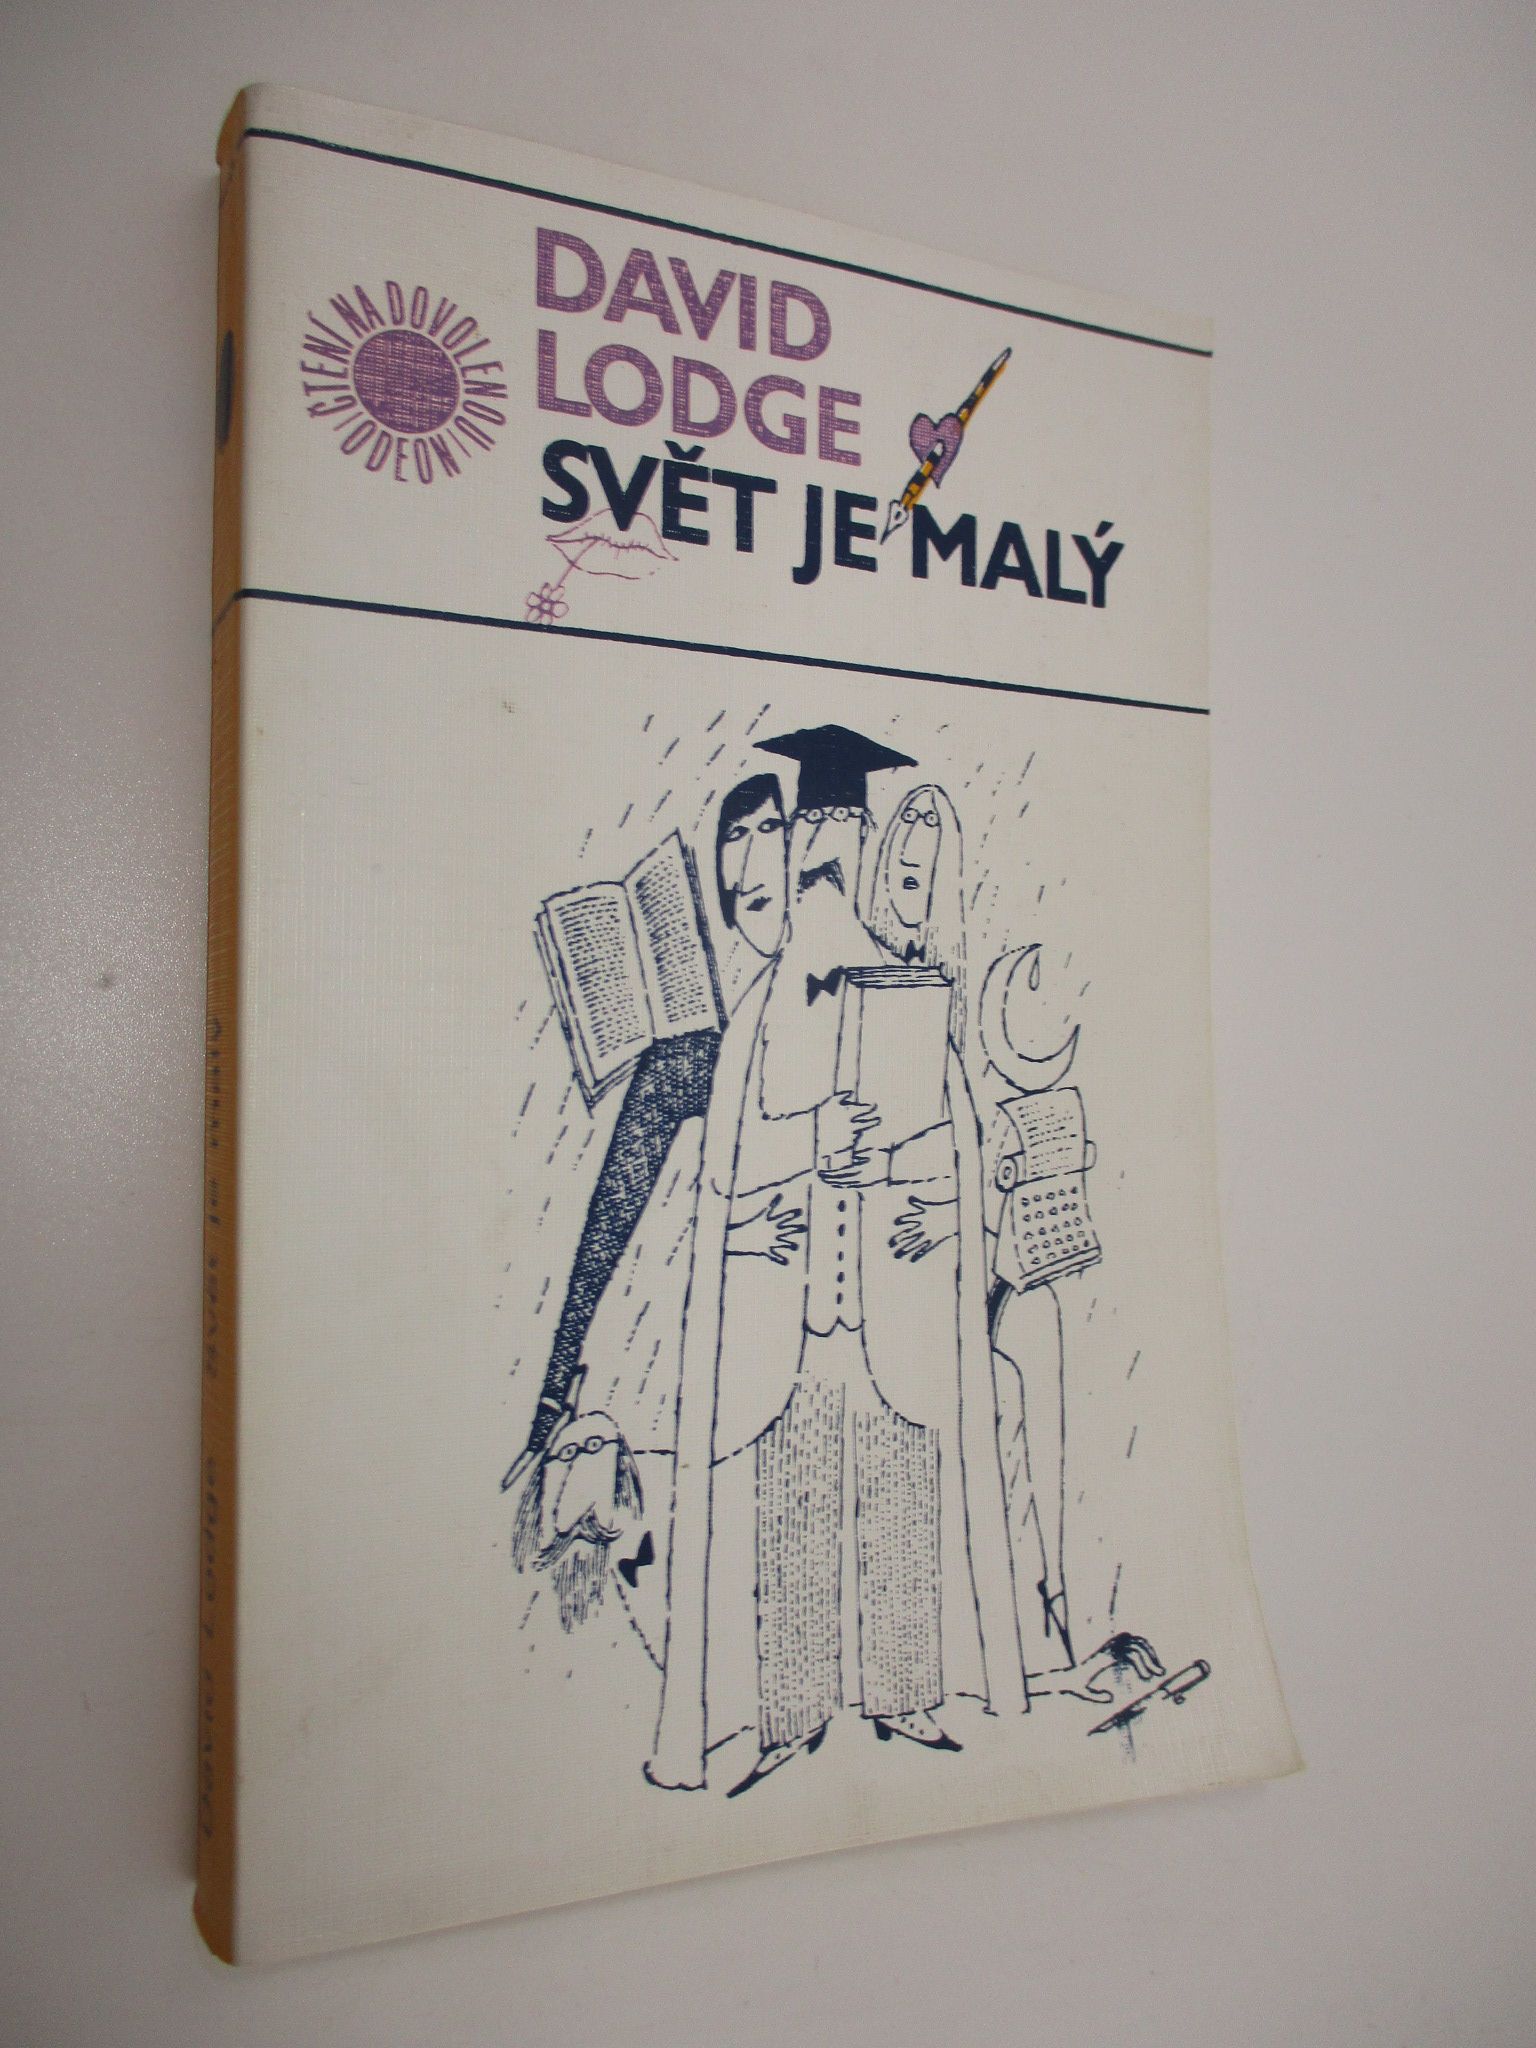 DAVID
LODGE
SVĚT JE MALÝ
ČTENÍ NA DOVOLENOU
ODEON